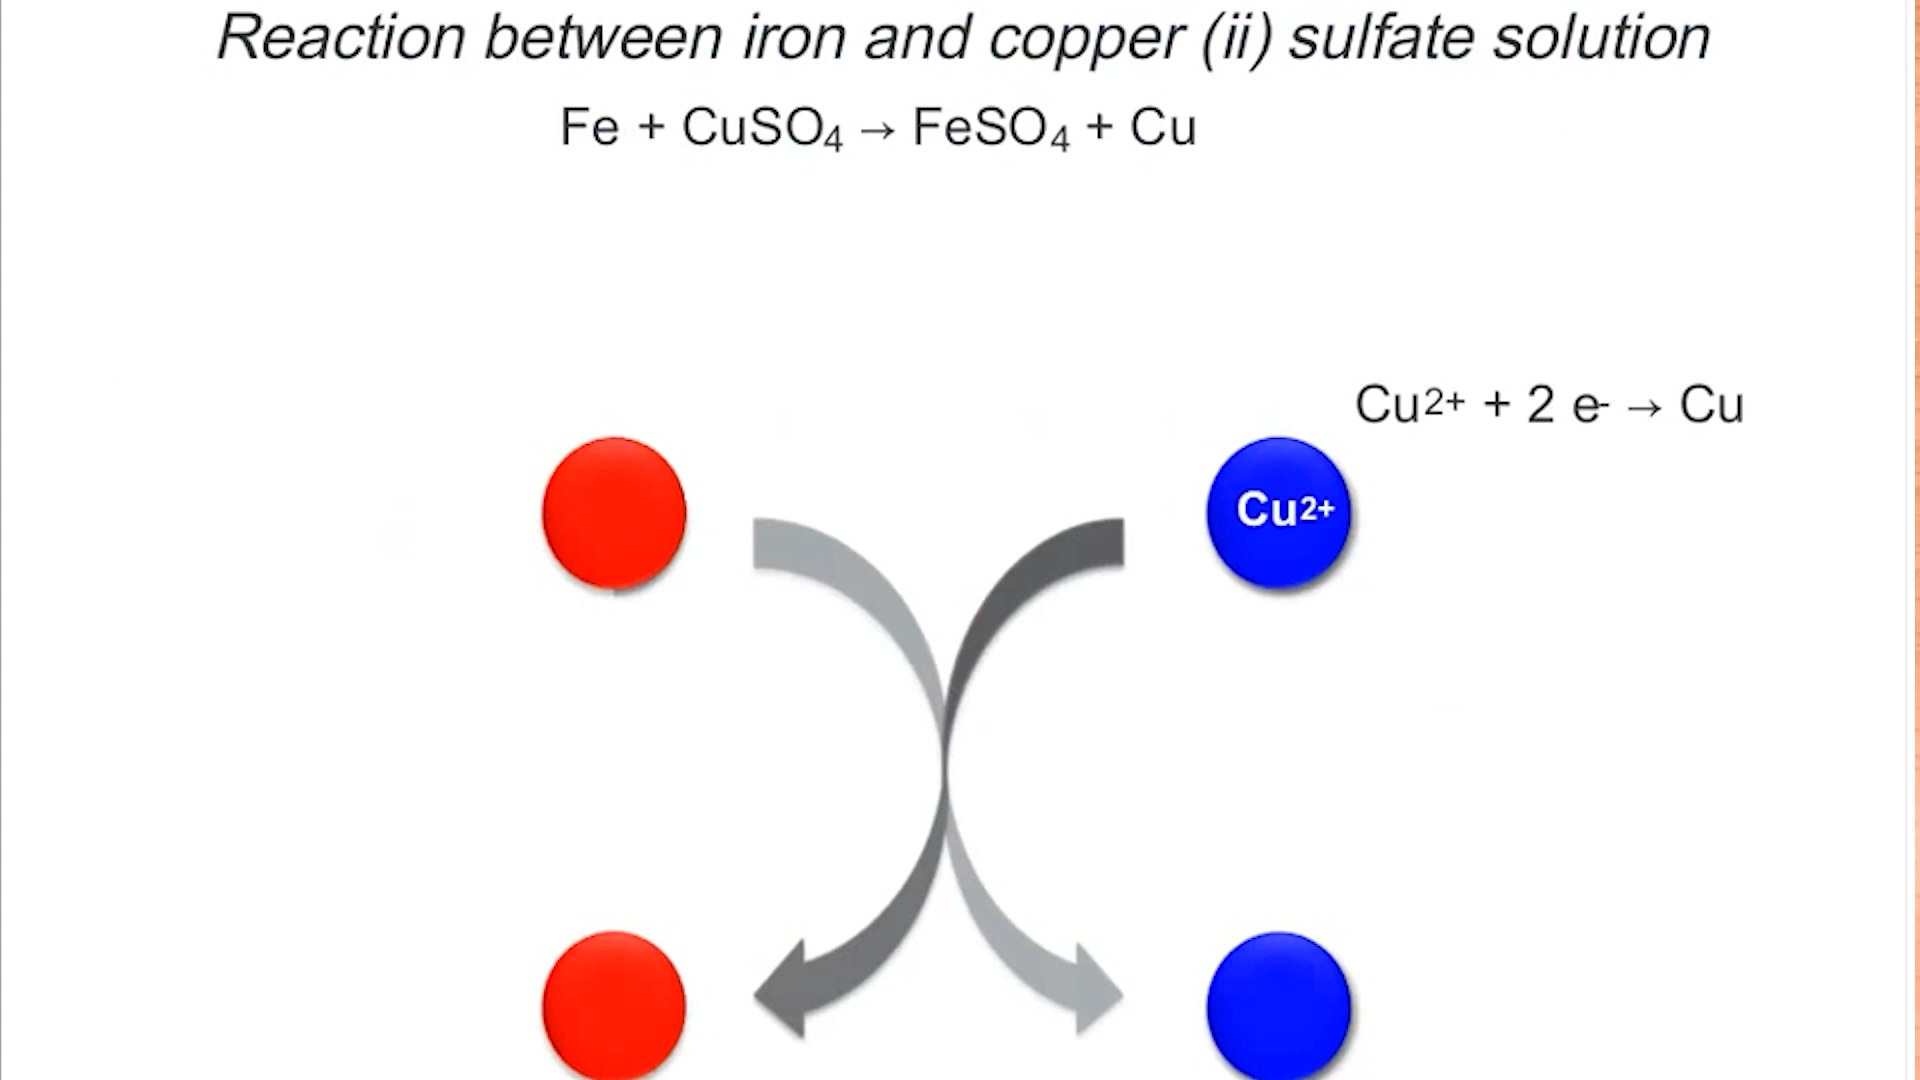 Reaction between iron and copper (ii) sulfate solution
Fe + CuSO₄ → FeSO₄ + Cu
Cu²⁺ + 2 e⁻ → Cu
Cu²⁺